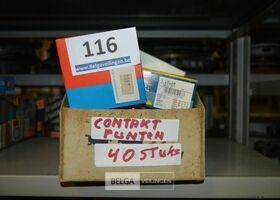 116
www.Belgaveilingen.be
CONTAKT
PUNTEN
40 stuks
BELGA VEILINGEN